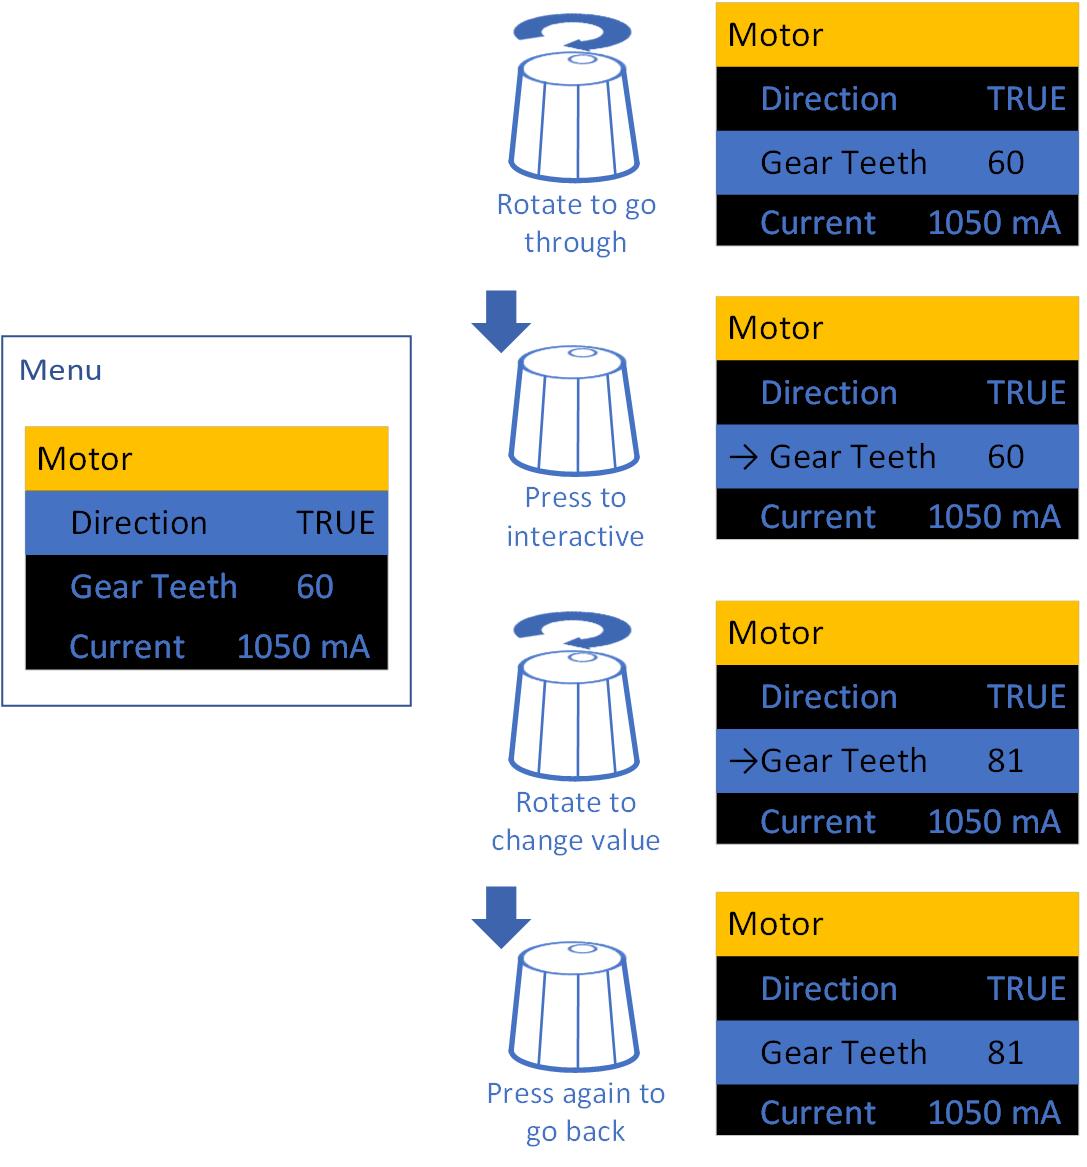 Menu
Motor
Direction TRUE
Gear Teeth 60
Current 1050 mA
Rotate to go
through
Motor
Direction TRUE
Gear Teeth 60
Current 1050 mA
Press to
interactive
Motor
Direction TRUE
→ Gear Teeth 60
Current 1050 mA
Rotate to
change value
Motor
Direction TRUE
→Gear Teeth 81
Current 1050 mA
Press again to
go back
Motor
Direction TRUE
Gear Teeth 81
Current 1050 mA